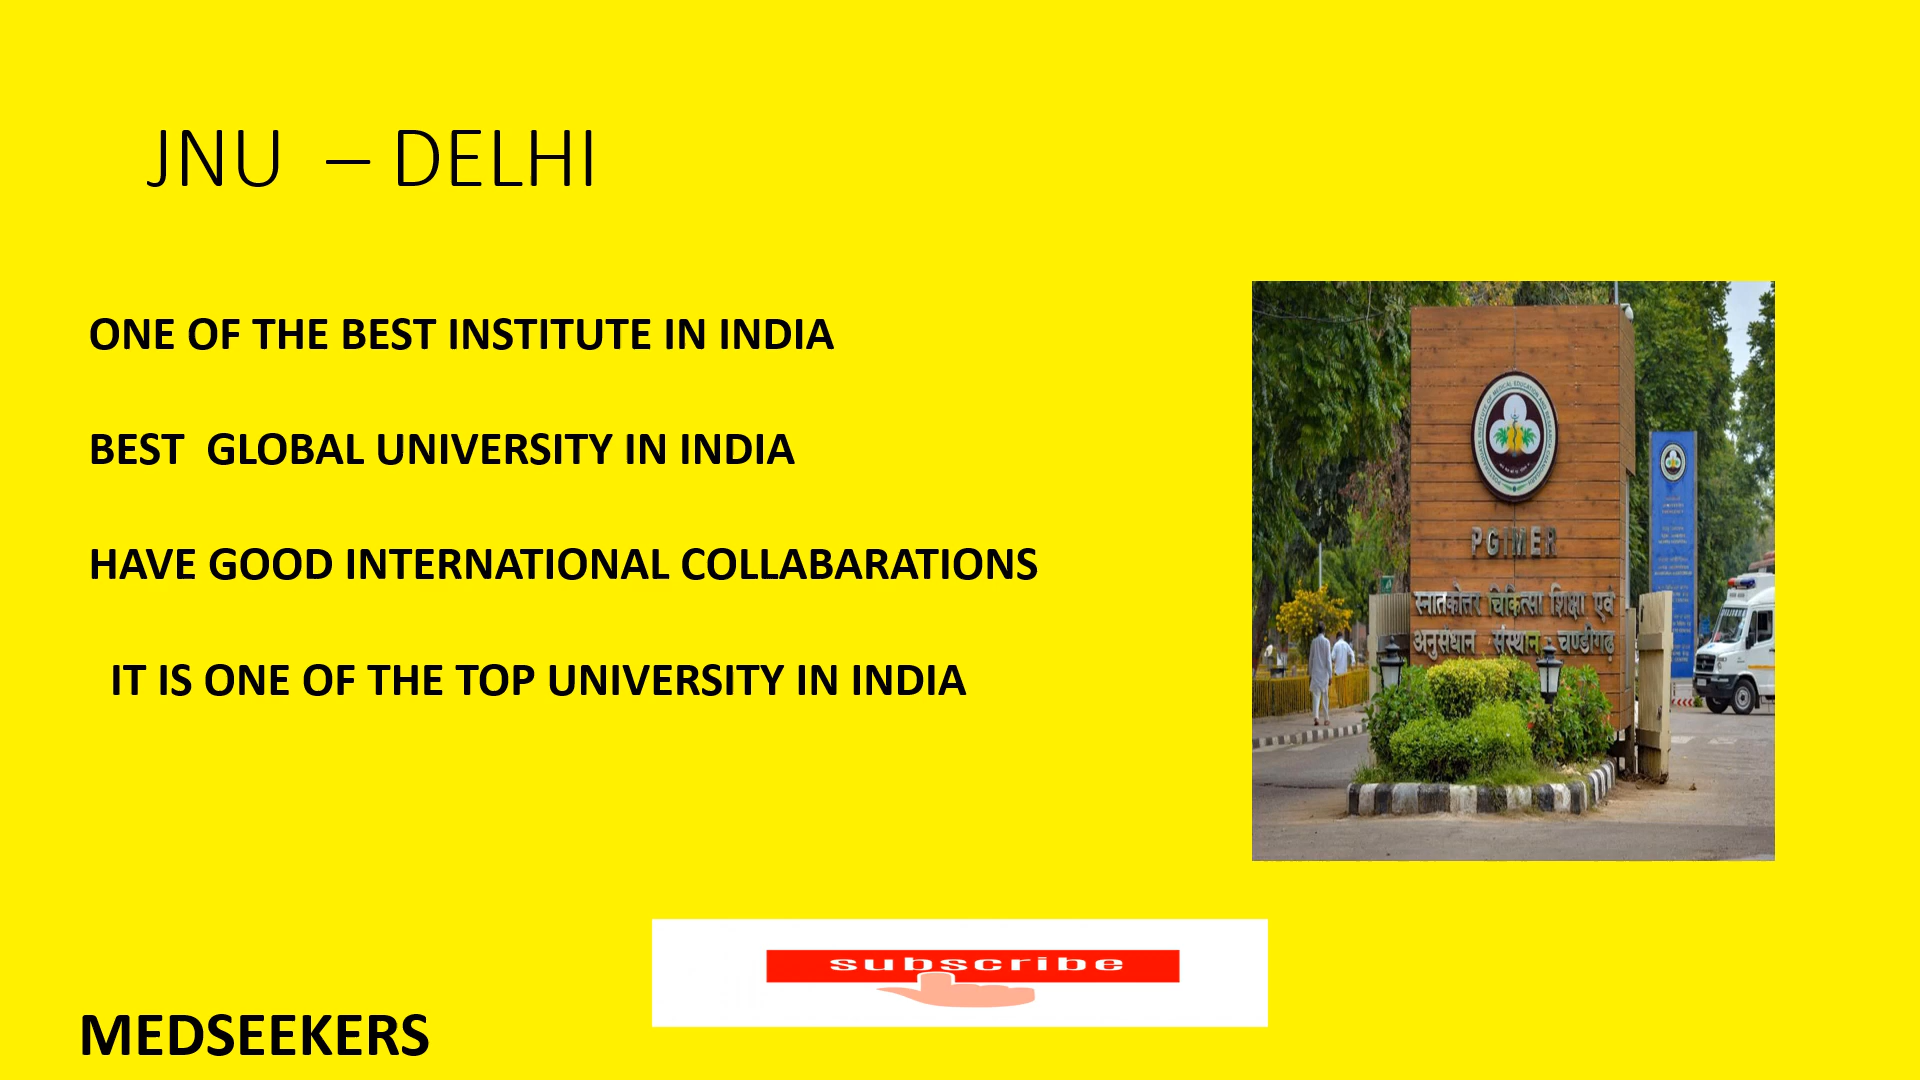 JNU – DELHI
ONE OF THE BEST INSTITUTE IN INDIA
BEST GLOBAL UNIVERSITY IN INDIA
HAVE GOOD INTERNATIONAL COLLABARATIONS
IT IS ONE OF THE TOP UNIVERSITY IN INDIA
PGIMER
स्नातकोत्तर चिकित्सा शिक्षा एवं
अनुसंधान संस्थान - चण्डीगढ़
subscribe
MEDSEEKERS